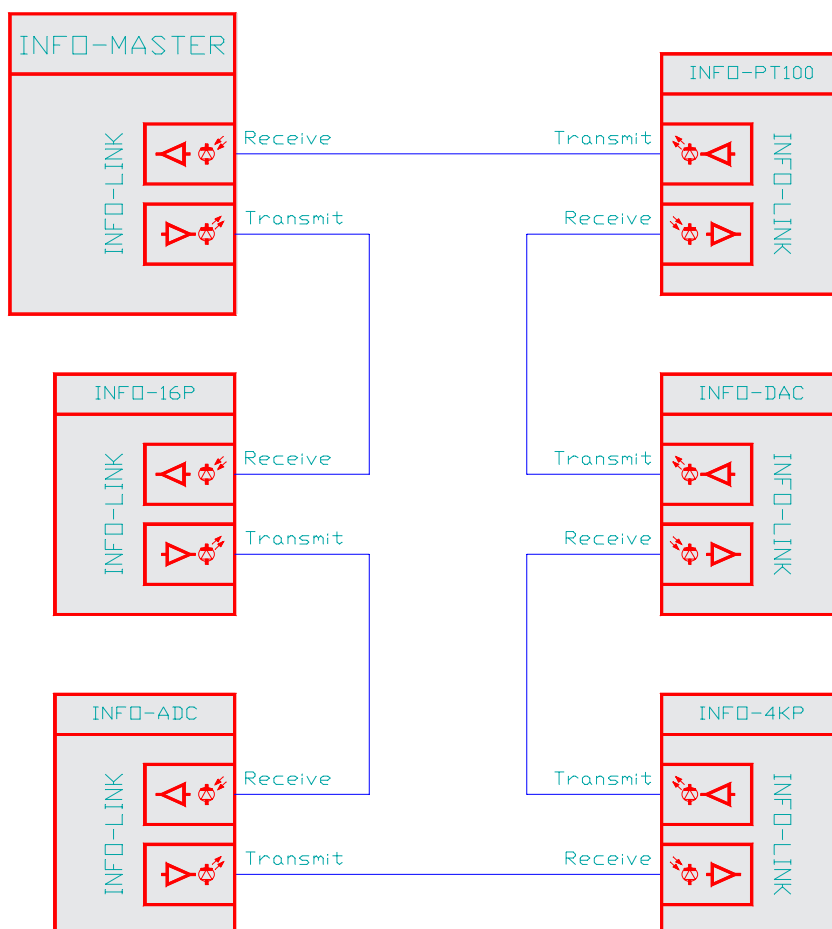 INFO-MASTER
INFO-PT100
INFO-LINK
Receive
Transmit
INFO-LINK
Transmit
Receive
INFO-16P
INFO-DAC
INFO-LINK
Receive
Transmit
INFO-LINK
Transmit
Receive
INFO-ADC
INFO-4KP
INFO-LINK
Receive
Transmit
INFO-LINK
Transmit
Receive